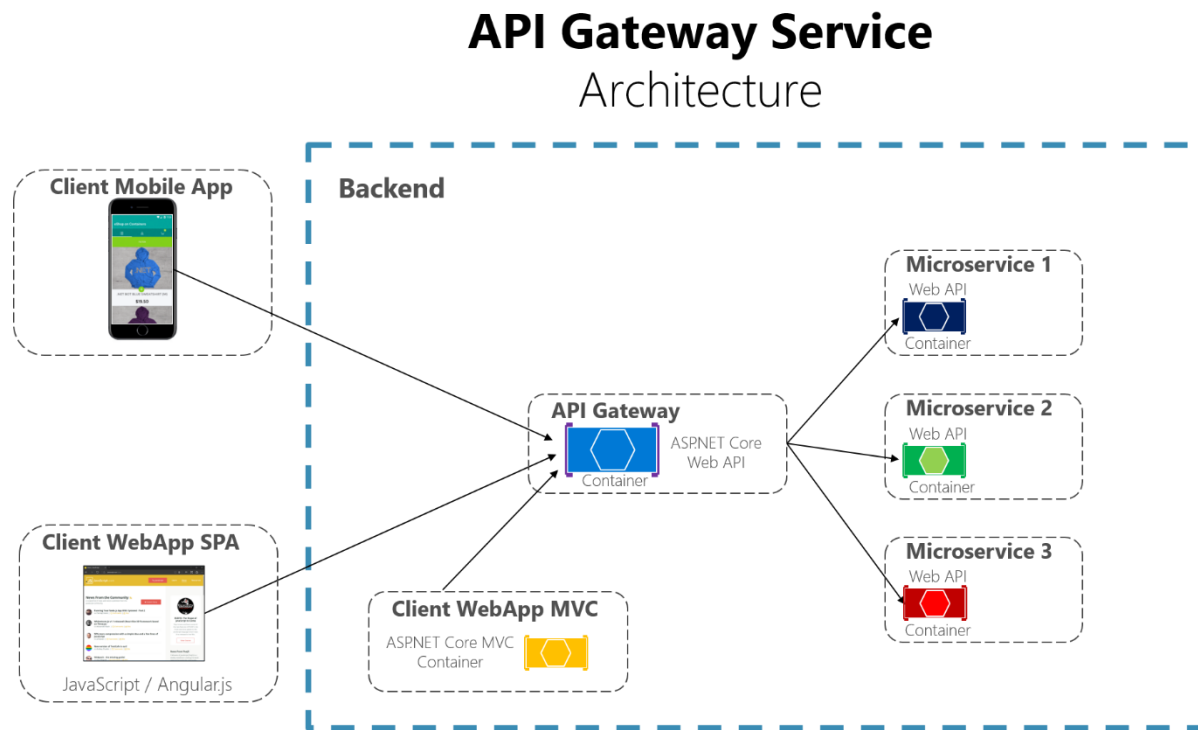 API Gateway Service
Architecture
Client Mobile App
$19.50
Backend
Microservice 1
Web API
Container
API Gateway
ASP.NET Core
Web API
Container
Microservice 2
Web API
Container
Client WebApp SPA
JavaScript / Angular.js
Client WebApp MVC
ASP.NET Core MVC
Container
Microservice 3
Web API
Container